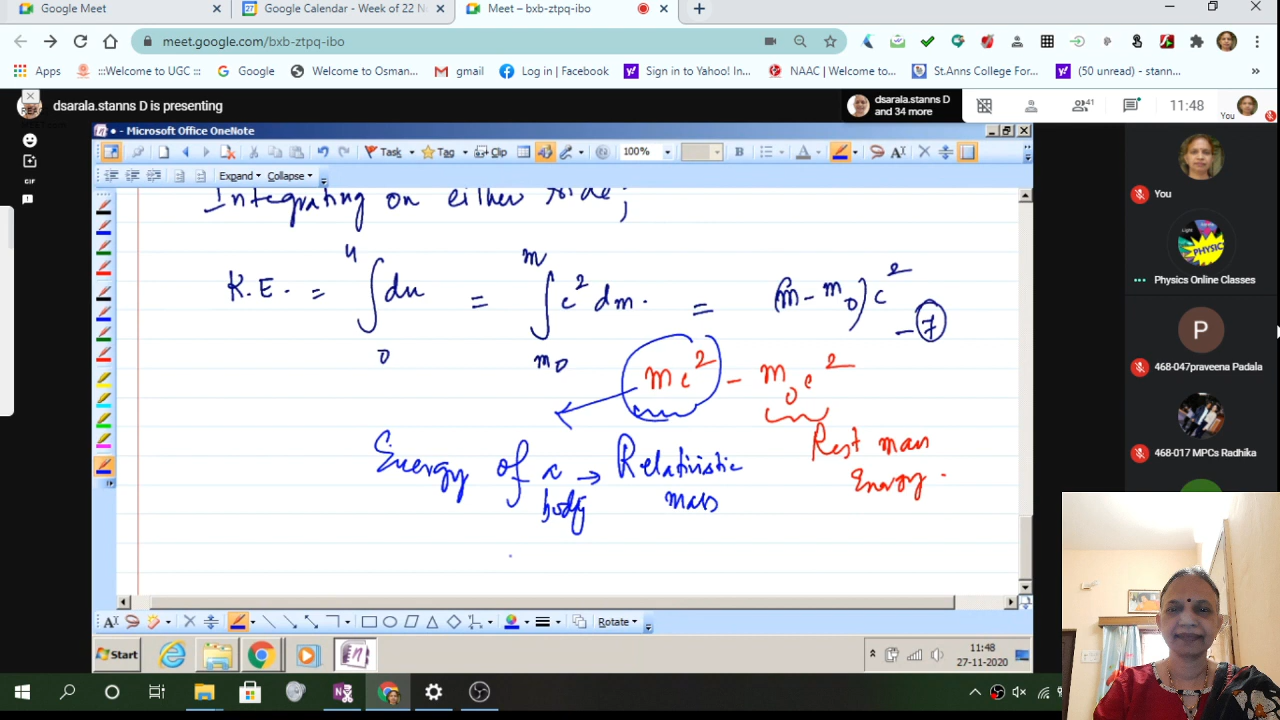 Google Meet
Google Calendar - Week of 22 N
Meet – bxb-ztpq-ibo
meet.google.com/bxb-ztpq-ibo
Apps
:::Welcome to UGC :::
Google
Welcome to Osman...
gmail
Log in | Facebook
Sign in to Yahoo! In...
NAAC | Welcome to...
St.Anns College For...
(50 unread) - stann...
»
dsarala.stanns D is presenting
dsarala.stanns D
and 34 more
41
11:48
You
GIF
• - Microsoft Office OneNote
Task
Tag
Clip
100%
B
Expand
Collapse
Integrating on either side;
K.E. = ∫₀ᵘ du = ∫ₘ₀ᵐ c² dm. = (m - m₀)c² - 7
mc² - m₀c²
Rest mass
Energy.
Energy of a → Relativistic
body mass
Rotate
Start
11:48
27-11-2020
You
PHYSIC
Physics Online Classes
P
468-047praveena Padala
468-017 MPCs Radhika